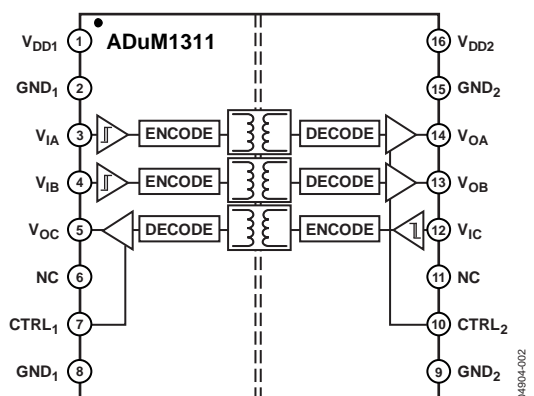 ADuM1311
VDD1 1 16 VDD2
GND1 2 15 GND2
VIA 3 ENCODE DECODE 14 VOA
VIB 4 ENCODE DECODE 13 VOB
VOC 5 DECODE ENCODE 12 VIC
NC 6 11 NC
CTRL1 7 10 CTRL2
GND1 8 9 GND2
04904-002